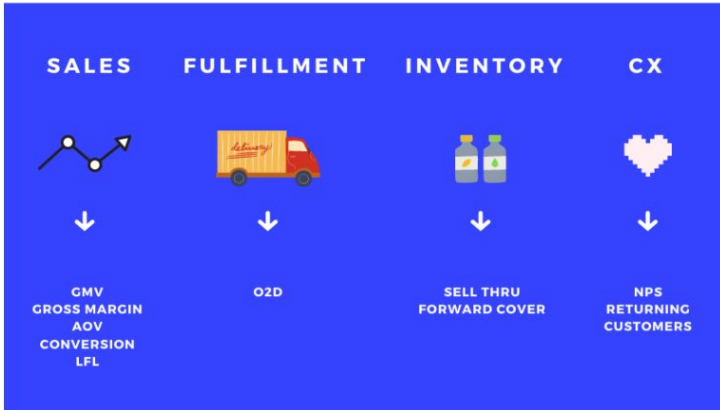 SALES
FULFILLMENT
INVENTORY
CX
delivery
GMV
GROSS MARGIN
AOV
CONVERSION
LFL
O2D
SELL THRU
FORWARD COVER
NPS
RETURNING
CUSTOMERS